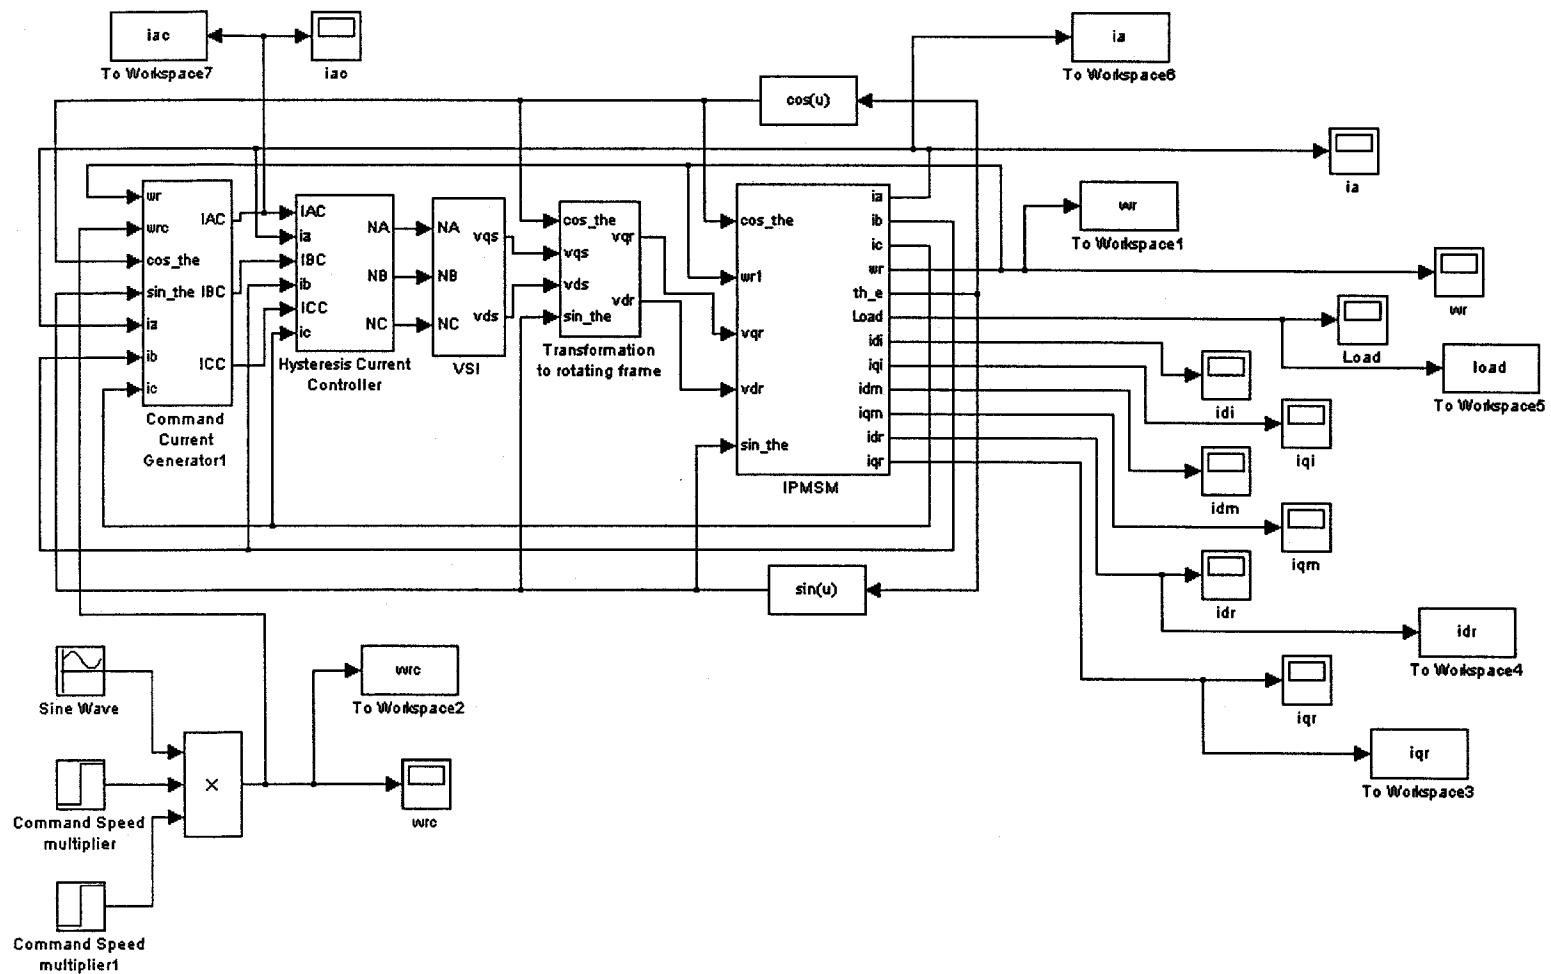 iac
To Workspace7
iac
ia
To Workspace6
cos(u)
ia
wr
wrc
cos_the
sin_the
ia
ib
ic
IAC
IBC
ICC
Command
Current
Generator1
IAC
ia
IBC
ib
ICC
ic
NA
NB
NC
Hysteresis Current
Controller
NA
NB
NC
vqs
vds
VSI
cos_the
vqs
vds
sin_the
vqr
vdr
Transformation
to rotating frame
cos_the
wr1
vqr
vdr
sin_the
ia
ib
ic
wr
th_e
Load
idi
iqi
idm
iqm
idr
iqr
IPMSM
wr
To Workspace1
wr
Load
load
To Workspace5
idi
iqi
idm
iqm
idr
idr
To Workspace4
iqr
iqr
To Workspace3
sin(u)
Sine Wave
wrc
To Workspace2
×
wrc
Command Speed
multiplier
Command Speed
multiplier1